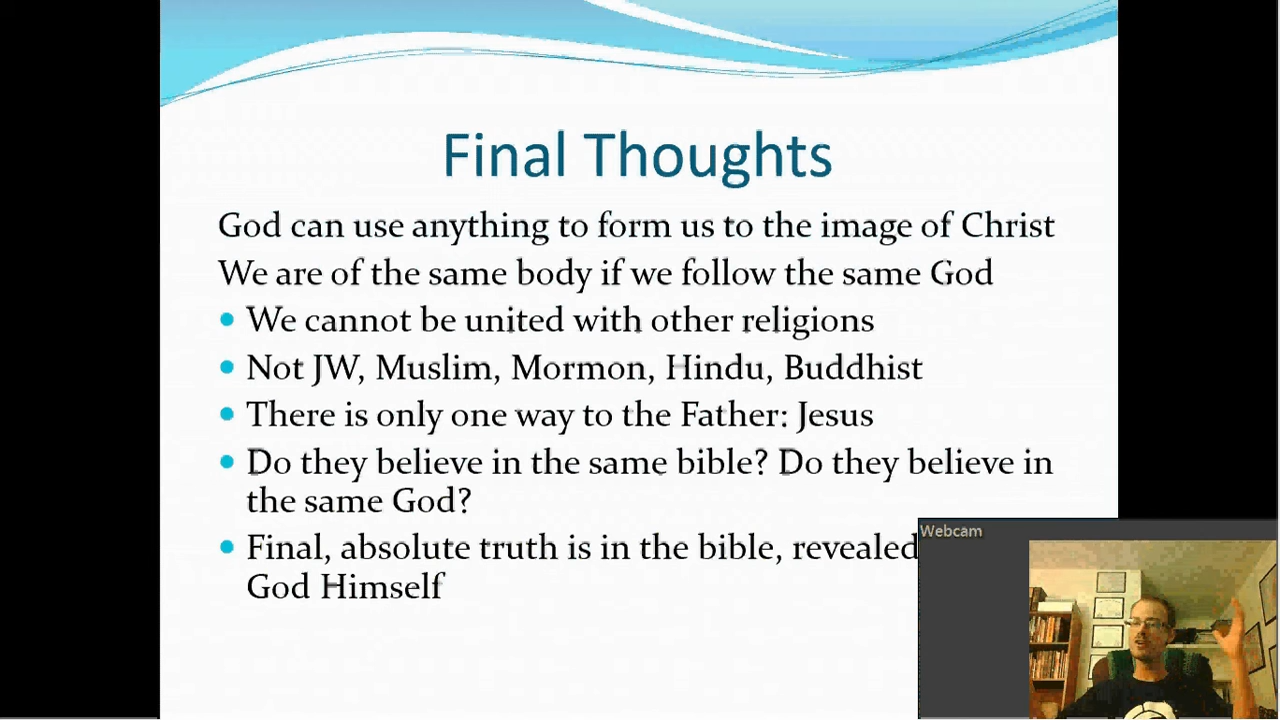 Final Thoughts
God can use anything to form us to the image of Christ
We are of the same body if we follow the same God
We cannot be united with other religions
Not JW, Muslim, Mormon, Hindu, Buddhist
There is only one way to the Father: Jesus
Do they believe in the same bible? Do they believe in
the same God?
Final, absolute truth is in the bible, revealed
God Himself
Webcam